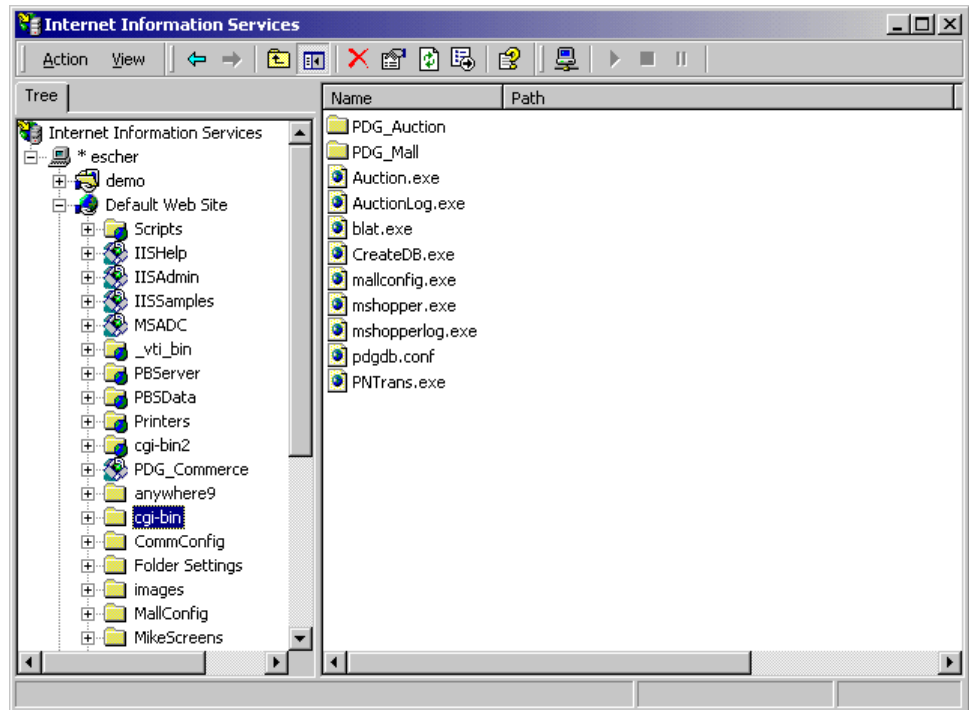 Internet Information Services
Action View
Tree
Name Path
Internet Information Services
* escher
demo
Default Web Site
Scripts
IISHelp
IISAdmin
IISSamples
MSADC
_vti_bin
PBServer
PBSData
Printers
cgi-bin2
PDG_Commerce
anywhere9
cgi-bin
CommConfig
Folder Settings
images
MallConfig
MikeScreens
PDG_Auction
PDG_Mall
Auction.exe
AuctionLog.exe
blat.exe
CreateDB.exe
mallconfig.exe
mshopper.exe
mshopperlog.exe
pdgdb.conf
PNTrans.exe